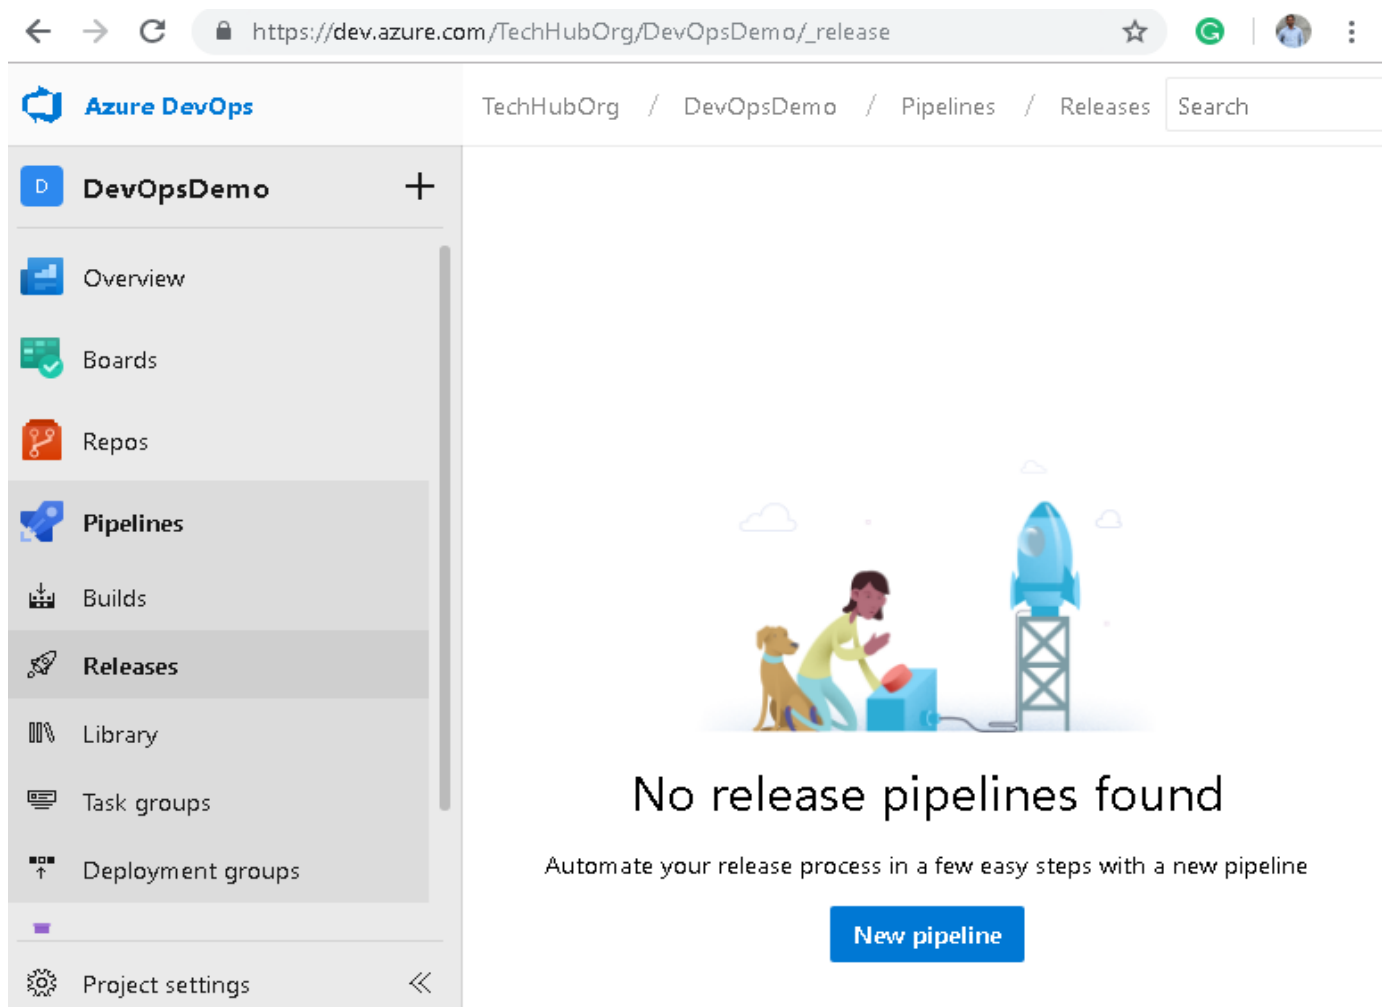 https://dev.azure.com/TechHubOrg/DevOpsDemo/_release
G
Azure DevOps
TechHubOrg / DevOpsDemo / Pipelines / Releases
Search
D
DevOpsDemo
Overview
Boards
Repos
Pipelines
Builds
Releases
Library
Task groups
Deployment groups
Project settings
No release pipelines found
Automate your release process in a few easy steps with a new pipeline
New pipeline